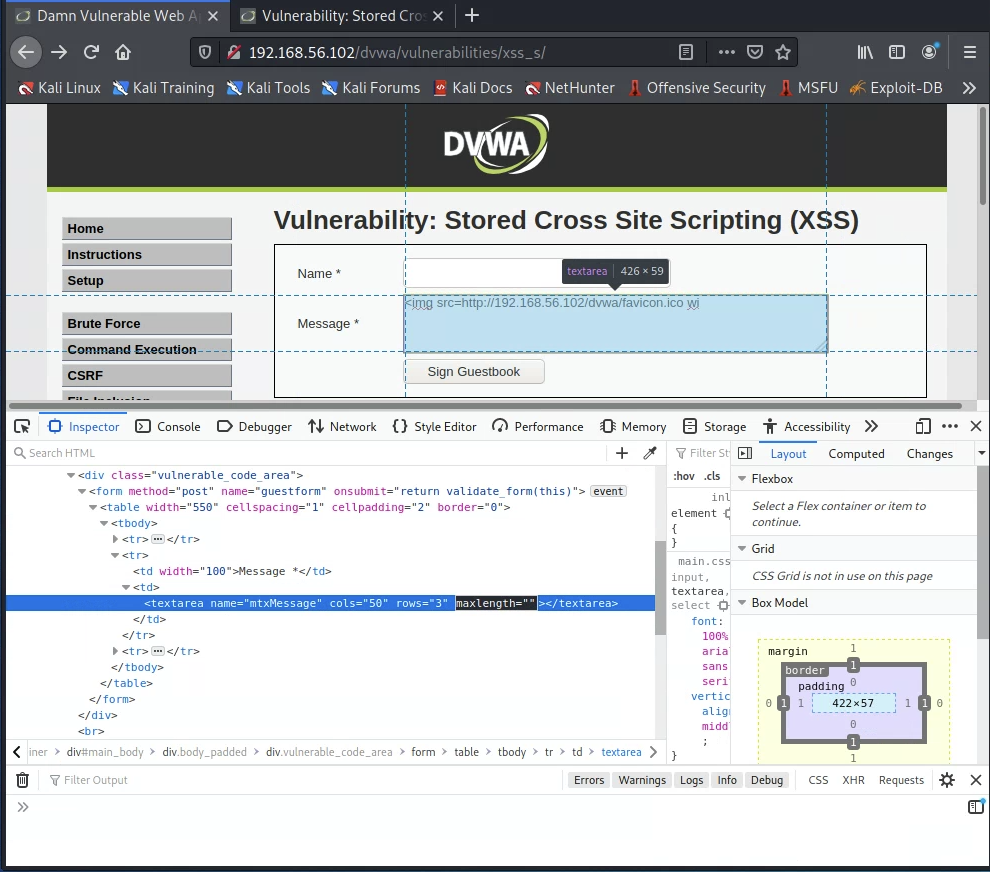 Damn Vulnerable Web A
Vulnerability: Stored Cros
192.168.56.102/dvwa/vulnerabilities/xss_s/
Kali Linux Kali Training Kali Tools Kali Forums Kali Docs NetHunter Offensive Security MSFU Exploit-DB
DVWA
Vulnerability: Stored Cross Site Scripting (XSS)
Home
Instructions
Setup
Brute Force
Command Execution
CSRF
File Inclusion
Name *
textarea 426 × 59
Message *
<img src=http://192.168.56.102/dvwa/favicon.ico wi
Sign Guestbook
Inspector Console Debugger Network Style Editor Performance Memory Storage Accessibility
Search HTML
<div class="vulnerable_code_area">
<form method="post" name="guestform" onsubmit="return validate_form(this)"> event
<table width="550" cellspacing="1" cellpadding="2" border="0">
<tbody>
<tr> ••• </tr>
<tr>
<td width="100">Message *</td>
<td>
<textarea name="mtxMessage" cols="50" rows="3" maxlength=""></textarea>
</td>
</tr>
<tr> ••• </tr>
</tbody>
</table>
</form>
</div>
<br>
Filter St
:hov .cls
inl
element
{
}
main.css
input,
textarea,
select
font:
100%
aria
sans
seri
vertic
alig
midd
;
}
Layout Computed Changes
Flexbox
Select a Flex container or item to
continue.
Grid
CSS Grid is not in use on this page
Box Model
margin 1
border 1
padding 0
0 1 1 422×57 1 1 0
0
1
1
iner > div#main_body > div.body_padded > div.vulnerable_code_area > form > table > tbody > tr > td > textarea
Filter Output
Errors Warnings Logs Info Debug CSS XHR Requests